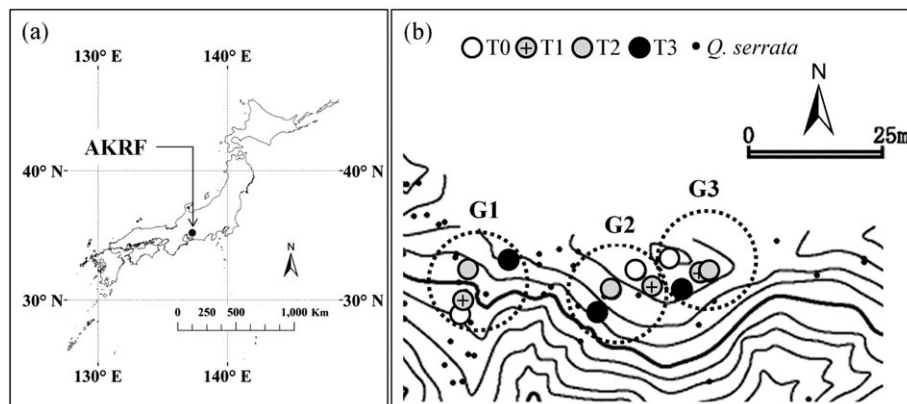 (a)
130° E
140° E
AKRF
40° N
40° N
30° N
30° N
N
0 250 500 1,000 Km
130° E
140° E
(b)
T0 T1 T2 T3 Q. serrata
N
0 25m
G1
G2
G3